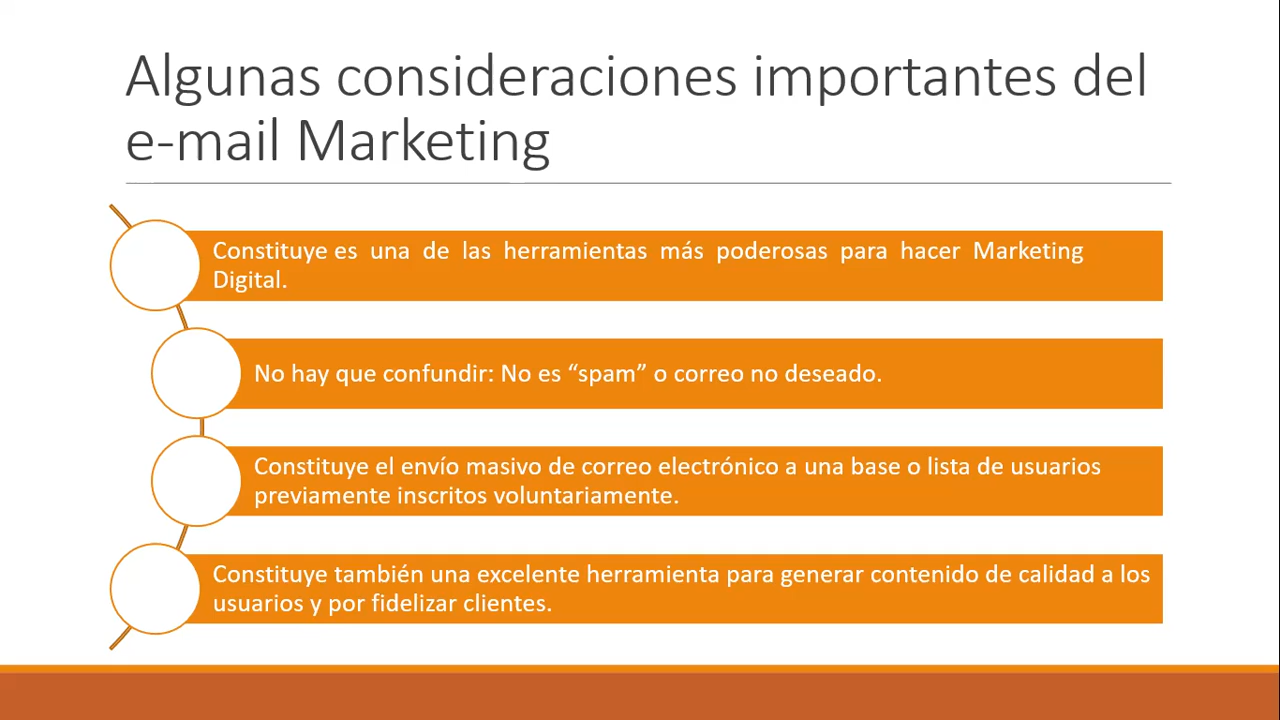 Algunas consideraciones importantes del
e-mail Marketing
Constituye es una de las herramientas más poderosas para hacer Marketing
Digital.
No hay que confundir: No es “spam” o correo no deseado.
Constituye el envío masivo de correo electrónico a una base o lista de usuarios
previamente inscritos voluntariamente.
Constituye también una excelente herramienta para generar contenido de calidad a los
usuarios y por fidelizar clientes.